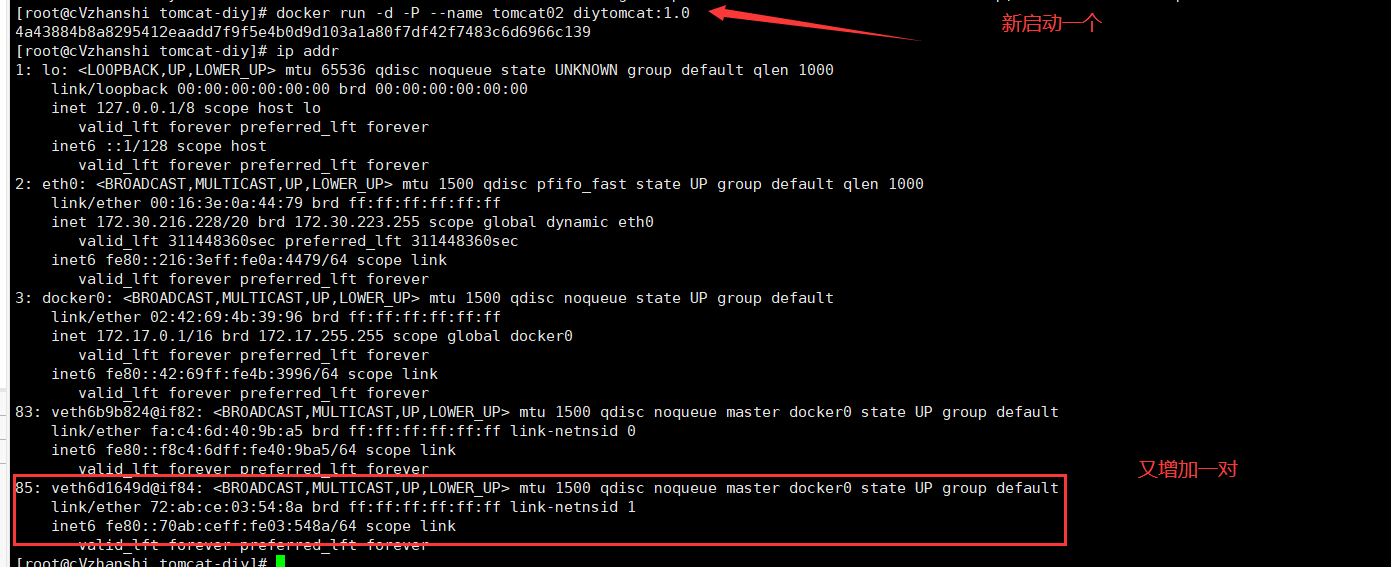 [root@cVzhanshi tomcat-diy]# docker run -d -P --name tomcat02 diytomcat:1.0
新启动一个
4a43884b8a8295412eaadd7f9f5e4b0d9d103a1a80f7df42f7483c6d6966c139
[root@cVzhanshi tomcat-diy]# ip addr
1: lo: <LOOPBACK,UP,LOWER_UP> mtu 65536 qdisc noqueue state UNKNOWN group default qlen 1000
    link/loopback 00:00:00:00:00:00 brd 00:00:00:00:00:00
    inet 127.0.0.1/8 scope host lo
       valid_lft forever preferred_lft forever
    inet6 ::1/128 scope host
       valid_lft forever preferred_lft forever
2: eth0: <BROADCAST,MULTICAST,UP,LOWER_UP> mtu 1500 qdisc pfifo_fast state UP group default qlen 1000
    link/ether 00:16:3e:0a:44:79 brd ff:ff:ff:ff:ff:ff
    inet 172.30.216.228/20 brd 172.30.223.255 scope global dynamic eth0
       valid_lft 311448360sec preferred_lft 311448360sec
    inet6 fe80::216:3eff:fe0a:4479/64 scope link
       valid_lft forever preferred_lft forever
3: docker0: <BROADCAST,MULTICAST,UP,LOWER_UP> mtu 1500 qdisc noqueue state UP group default
    link/ether 02:42:69:4b:39:96 brd ff:ff:ff:ff:ff:ff
    inet 172.17.0.1/16 brd 172.17.255.255 scope global docker0
       valid_lft forever preferred_lft forever
    inet6 fe80::42:69ff:fe4b:3996/64 scope link
       valid_lft forever preferred_lft forever
83: veth6b9b824@if82: <BROADCAST,MULTICAST,UP,LOWER_UP> mtu 1500 qdisc noqueue master docker0 state UP group default
    link/ether fa:c4:6d:40:9b:a5 brd ff:ff:ff:ff:ff:ff link-netnsid 0
    inet6 fe80::f8c4:6dff:fe40:9ba5/64 scope link
       valid_lft forever preferred_lft forever
又增加一对
85: veth6d1649d@if84: <BROADCAST,MULTICAST,UP,LOWER_UP> mtu 1500 qdisc noqueue master docker0 state UP group default
    link/ether 72:ab:ce:03:54:8a brd ff:ff:ff:ff:ff:ff link-netnsid 1
    inet6 fe80::70ab:ceff:fe03:548a/64 scope link
       valid_lft forever preferred_lft forever
[root@cVzhanshi tomcat-diy]#